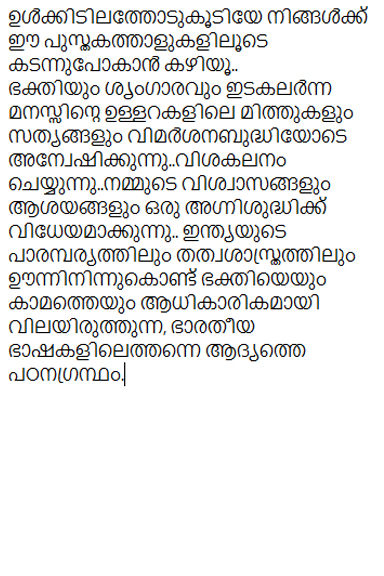 ഉൾക്കിടിലത്തോടുകൂടിയേ നിങ്ങൾക്ക്
ഈ പുസ്തകത്താളുകളിലൂടെ
കടന്നുപോകാൻ കഴിയൂ..
ഭക്തിയും ശൃംഗാരവും ഇടകലർന്ന
മനസ്സിന്റെ ഉള്ളറകളിലെ മിത്തുകളും
സത്യങ്ങളും വിമർശനബുദ്ധിയോടെ
അന്വേഷിക്കുന്നു..വിശകലനം
ചെയ്യുന്നു..നമ്മുടെ വിശ്വാസങ്ങളും
ആശയങ്ങളും ഒരു അഗ്നിശുദ്ധിക്ക്
വിധേയമാക്കുന്നു.. ഇന്ത്യയുടെ
പാരമ്പര്യത്തിലും തത്വശാസ്ത്രത്തിലും
ഊന്നിനിന്നുകൊണ്ട് ഭക്തിയെയും
കാമത്തെയും ആധികാരികമായി
വിലയിരുത്തുന്ന, ഭാരതീയ
ഭാഷകളിലെത്തന്നെ ആദ്യത്തെ
പഠനഗ്രന്ഥം.